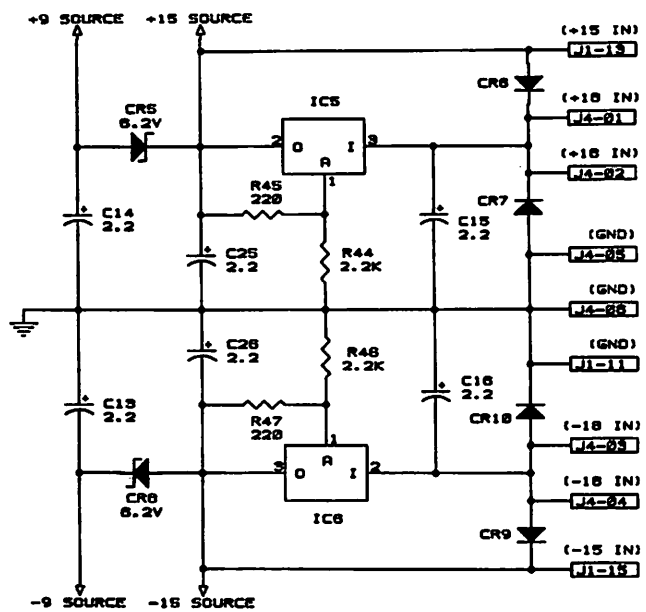 +9 SOURCE
+15 SOURCE
(+15 IN)
J1-13
CR6
IC5
CR5
6.2V
(+18 IN)
J4-01
2
O
I
3
A
1
(+18 IN)
J4-02
R45
220
CR7
C14
2.2
C15
2.2
C25
2.2
R44
2.2K
(GND)
J4-05
(GND)
J4-06
C26
2.2
R46
2.2K
(GND)
J1-11
C13
2.2
C16
2.2
R47
220
CR10
1
A
3
O
I
2
(-18 IN)
J4-03
CR8
6.2V
IC6
(-18 IN)
J4-04
CR9
(-15 IN)
J1-15
-9 SOURCE
-15 SOURCE